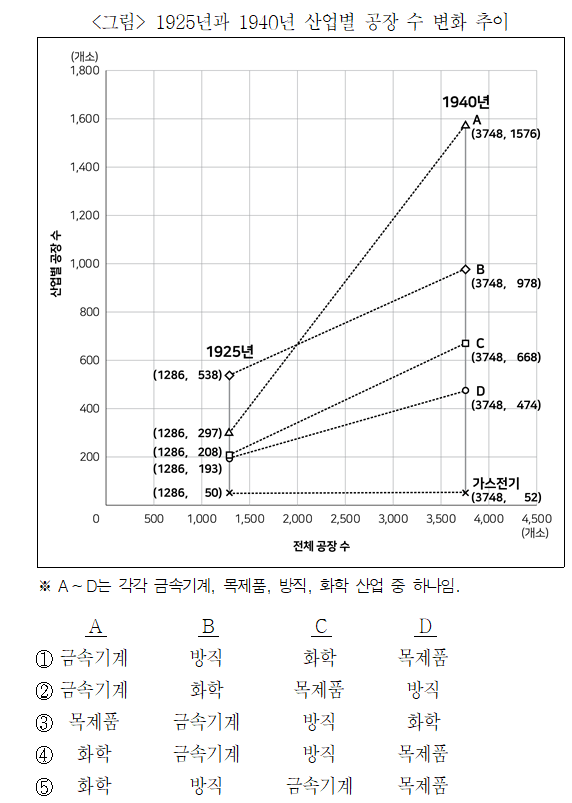 <그림> 1925년과 1940년 산업별 공장 수 변화 추이
(개소)
1,800
1,600
1,400
1,200
1,000
800
600
400
200
0
산업별 공장 수
1940년
A
(3748, 1576)
B
(3748, 978)
C
(3748, 668)
D
(3748, 474)
가스전기
(3748, 52)
1925년
(1286, 538)
(1286, 297)
(1286, 208)
(1286, 193)
(1286, 50)
500 1,000 1,500 2,000 2,500 3,000 3,500 4,000 4,500
(개소)
전체 공장 수
※ A~D는 각각 금속기계, 목제품, 방직, 화학 산업 중 하나임.
A B C D
① 금속기계 방직 화학 목제품
② 금속기계 화학 목제품 방직
③ 목제품 금속기계 방직 화학
④ 화학 금속기계 방직 목제품
⑤ 화학 방직 금속기계 목제품